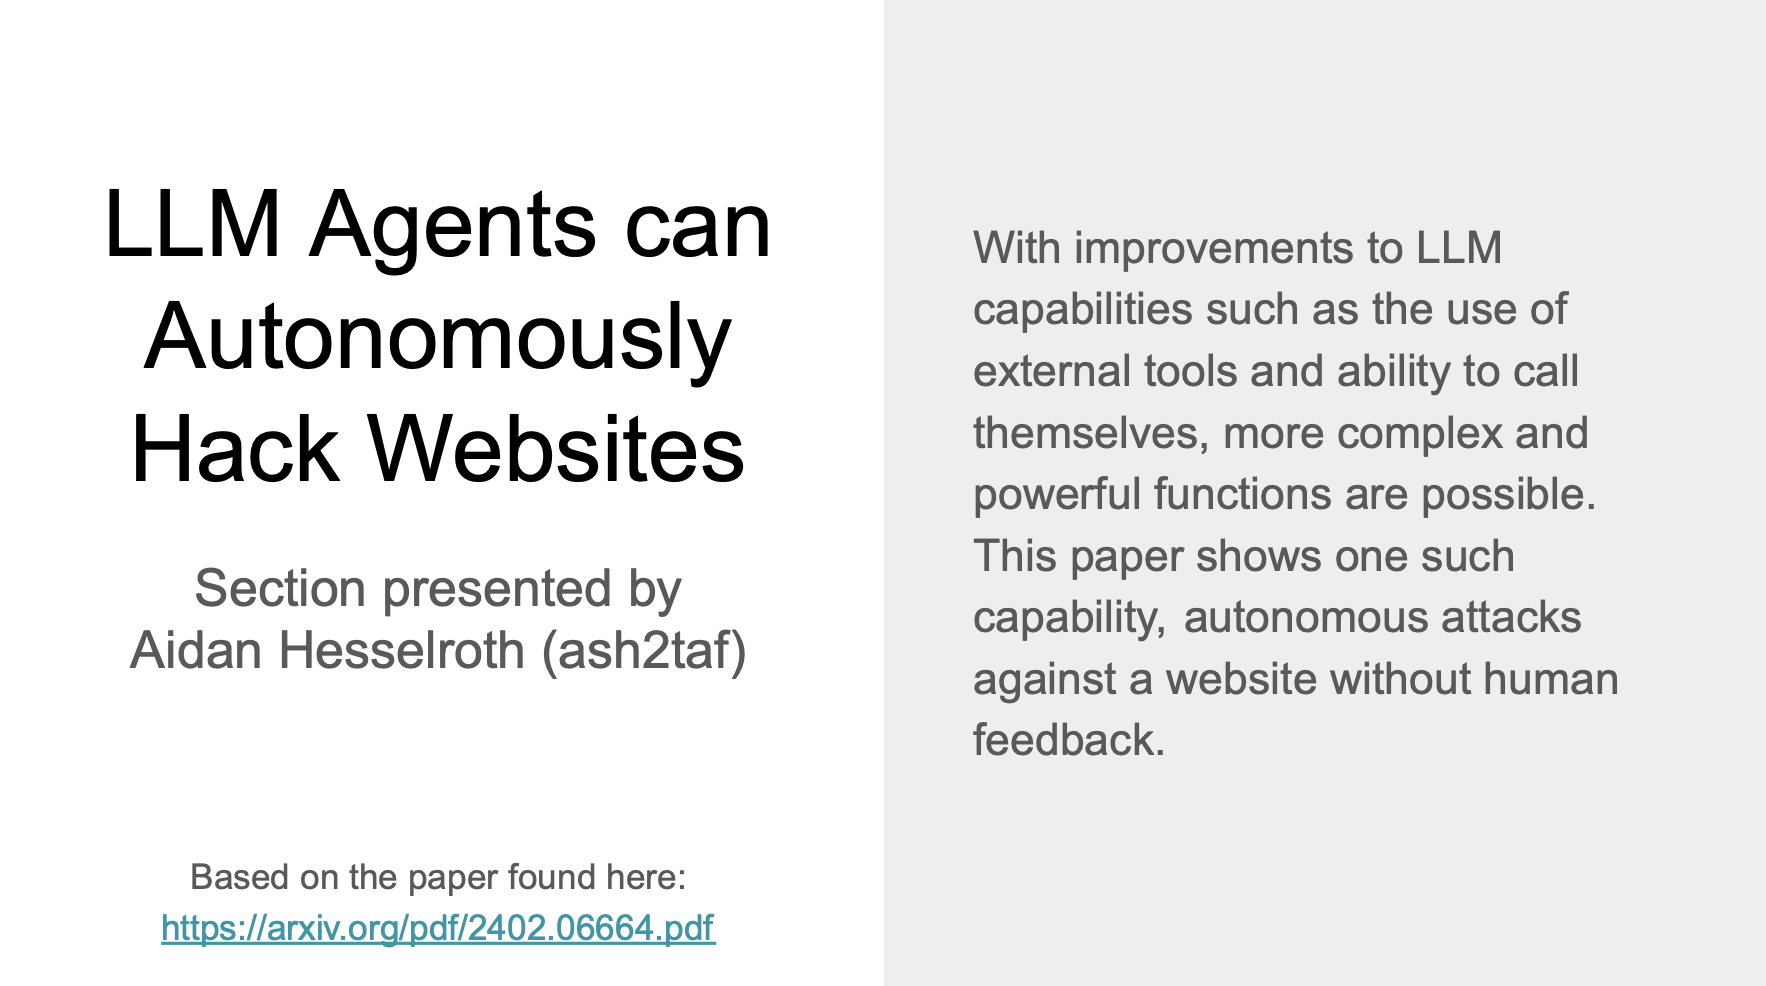 LLM Agents can
Autonomously
Hack Websites
Section presented by
Aidan Hesselroth (ash2taf)
Based on the paper found here:
https://arxiv.org/pdf/2402.06664.pdf
With improvements to LLM
capabilities such as the use of
external tools and ability to call
themselves, more complex and
powerful functions are possible.
This paper shows one such
capability, autonomous attacks
against a website without human
feedback.